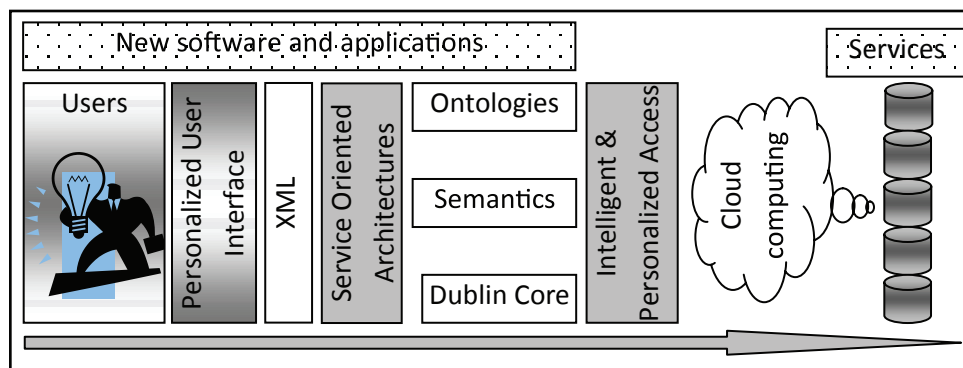 New software and applications
Services
Users
Personalized User
Interface
XML
Service Oriented
Architectures
Ontologies
Semantics
Dublin Core
Intelligent &
Personalized Access
Cloud
computing